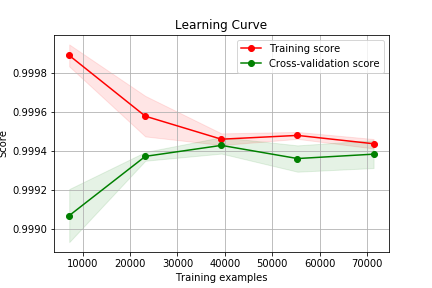 Learning Curve
Training score
Cross-validation score
0.9998
0.9996
0.9994
0.9992
0.9990
Score
10000 20000 30000 40000 50000 60000 70000
Training examples